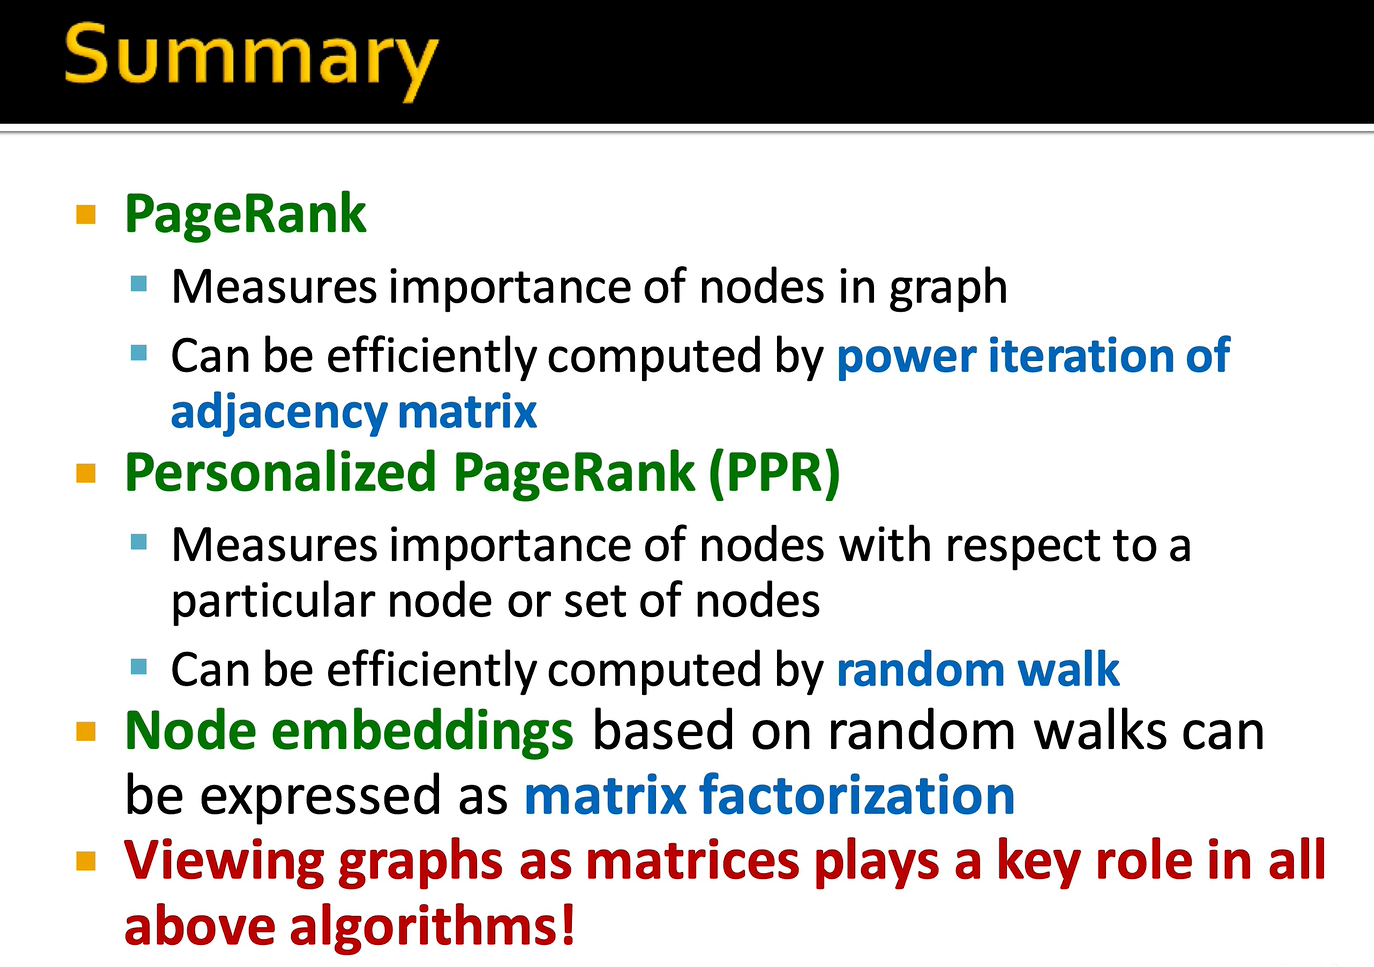 Summary
PageRank
Measures importance of nodes in graph
Can be efficiently computed by power iteration of
adjacency matrix
Personalized PageRank (PPR)
Measures importance of nodes with respect to a
particular node or set of nodes
Can be efficiently computed by random walk
Node embeddings based on random walks can
be expressed as matrix factorization
Viewing graphs as matrices plays a key role in all
above algorithms!